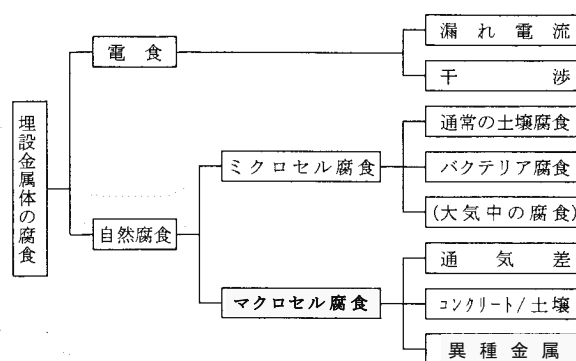 埋設金属体の腐食
電食
漏れ電流
干渉
自然腐食
ミクロセル腐食
通常の土壌腐食
バクテリア腐食
(大気中の腐食)
マクロセル腐食
通気差
コンクリート/土壌
異種金属